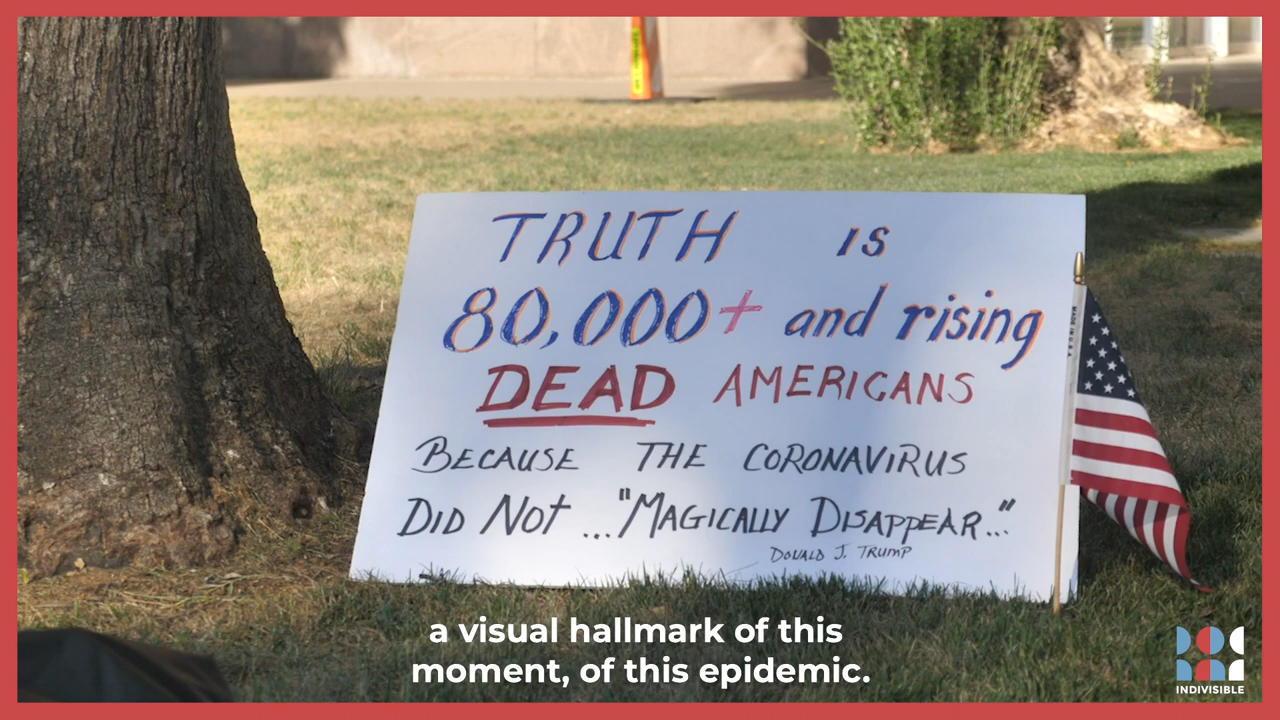 TRUTH IS
80,000+ and rising
DEAD AMERICANS
BECAUSE THE CORONAVIRUS
DID NOT ... "MAGICALLY DISAPPEAR..."
DONALD J. TRUMP
a visual hallmark of this
moment, of this epidemic.
INDIVISIBLE